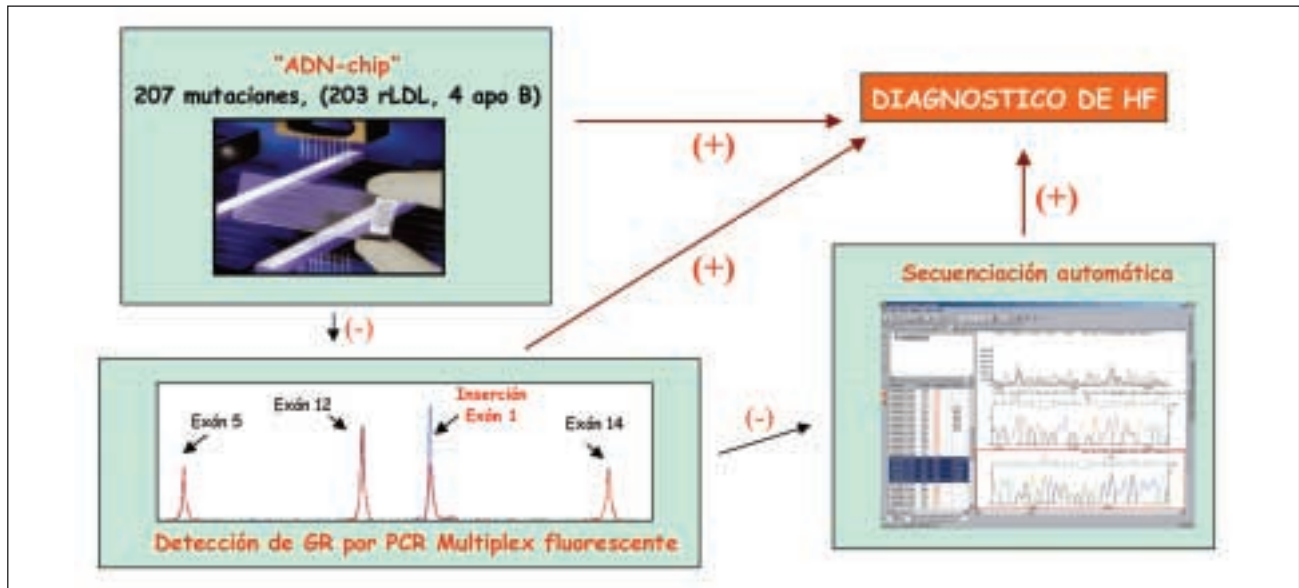 "ADN-chip"
207 mutaciones, (203 rLDL, 4 apo B)
DIAGNOSTICO DE HF
(+)
(+)
(+)
Secuenciación automática
(-)
Exón 5
Exón 12
Inserción
Exón 1
Exón 14
(-)
Detección de GR por PCR Multiplex fluorescente